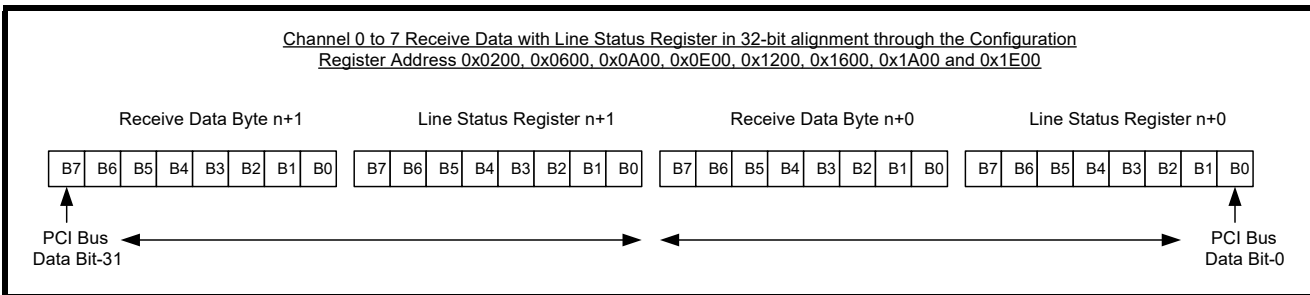 Channel 0 to 7 Receive Data with Line Status Register in 32-bit alignment through the Configuration
Register Address 0x0200, 0x0600, 0x0A00, 0x0E00, 0x1200, 0x1600, 0x1A00 and 0x1E00
Receive Data Byte n+1 Line Status Register n+1 Receive Data Byte n+0 Line Status Register n+0
B7 B6 B5 B4 B3 B2 B1 B0 B7 B6 B5 B4 B3 B2 B1 B0 B7 B6 B5 B4 B3 B2 B1 B0 B7 B6 B5 B4 B3 B2 B1 B0
PCI Bus PCI Bus
Data Bit-31 Data Bit-0